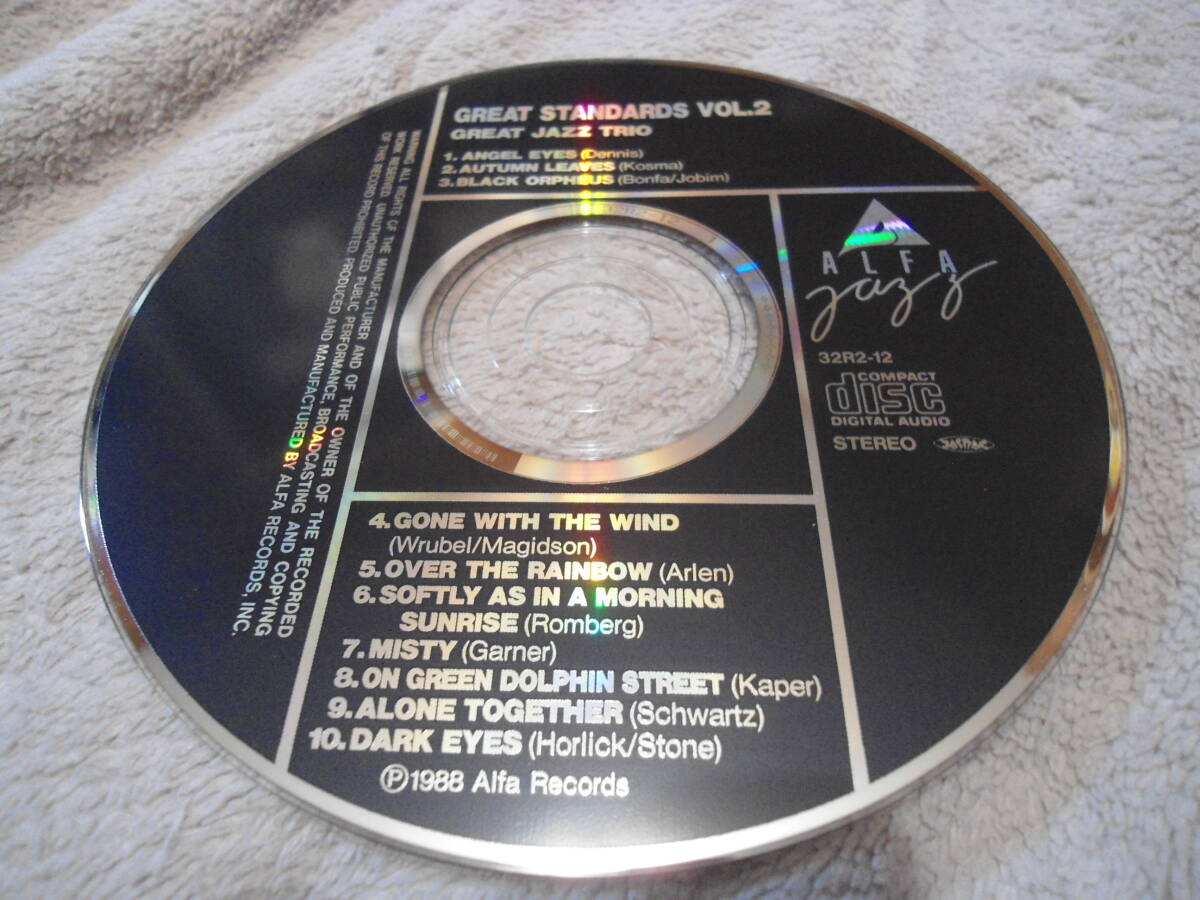 GREAT STANDARDS VOL.2
GREAT JAZZ TRIO
1. ANGEL EYES (Dennis)
2. AUTUMN LEAVES (Kosma)
3. BLACK ORPHEUS (Bonfa/Jobim)
ALFA
jazz
32R2-12
COMPACT
disc
DIGITAL AUDIO
STEREO
4. GONE WITH THE WIND
(Wrubel/Magidson)
5. OVER THE RAINBOW (Arlen)
6. SOFTLY AS IN A MORNING
SUNRISE (Romberg)
7. MISTY (Garner)
8. ON GREEN DOLPHIN STREET (Kaper)
9. ALONE TOGETHER (Schwartz)
10. DARK EYES (Horlick/Stone)
Ⓟ1988 Alfa Records
WARNING: ALL RIGHTS OF THE MANUFACTURER AND OF THE OWNER OF THE RECORDED
WORK RESERVED. UNAUTHORIZED PUBLIC PERFORMANCE, BROADCASTING AND COPYING
OF THIS RECORD PROHIBITED. PRODUCED AND MANUFACTURED BY ALFA RECORDS, INC.